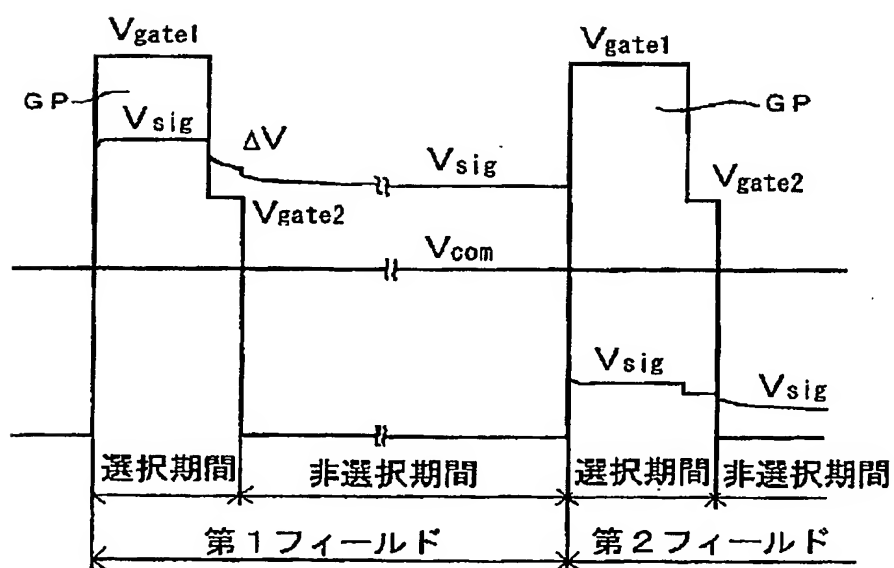 Vgate1
Vgate1
GP
GP
Vsig
ΔV
Vsig
Vgate2
Vgate2
Vcom
Vsig
Vsig
選択期間
非選択期間
選択期間
非選択期間
第1フィールド
第2フィールド